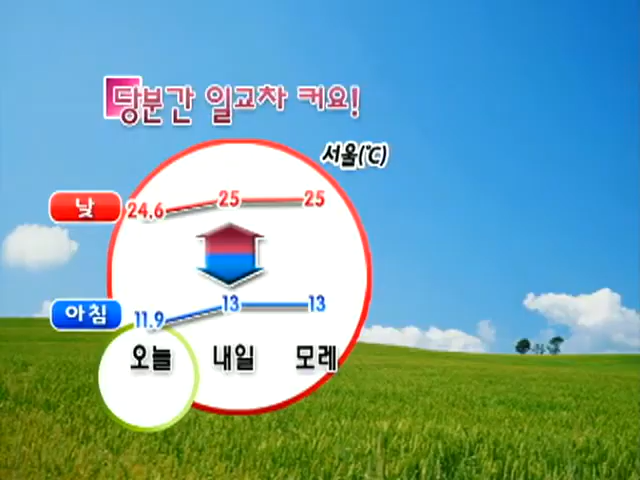 당분간 일교차 커요!
서울(℃)
낮 24.6 25 25
아침 11.9 13 13
오늘 내일 모레